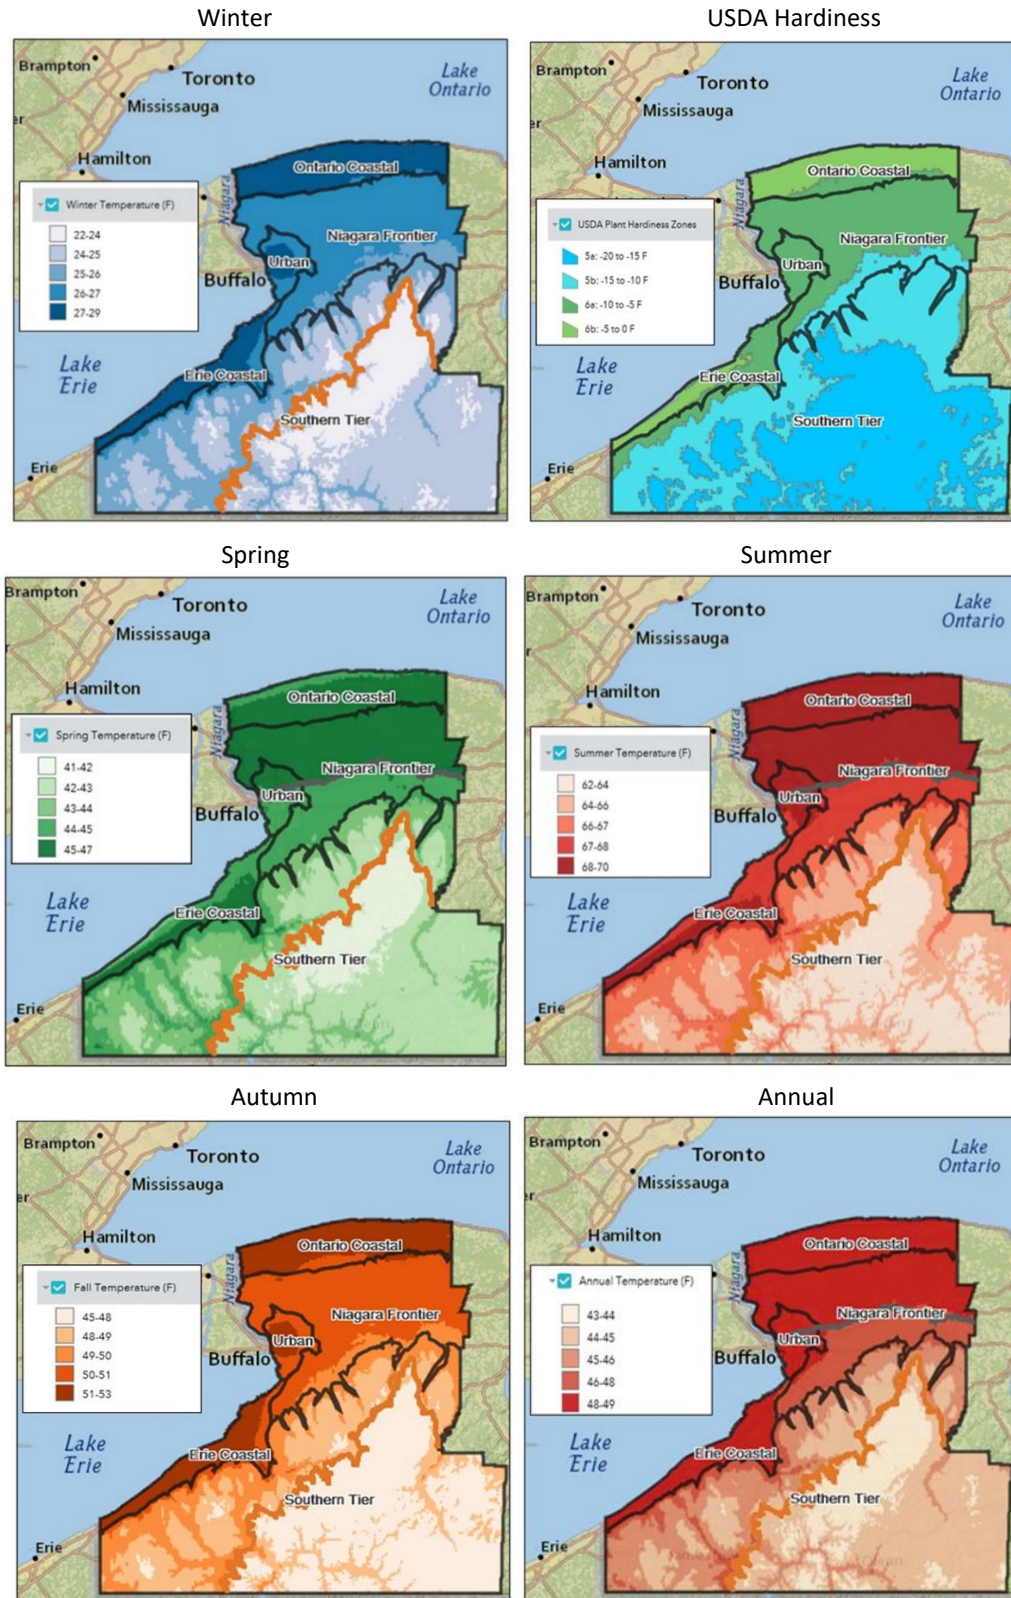 Winter
Brampton
Toronto
Mississauga
Lake
Ontario
er
Hamilton
Niagara
Ontario Coastal
Winter Temperature (F)
22-24
24-25
25-26
26-27
27-29
Niagara Frontier
Urban
Buffalo
Lake
Erie
Erie Coastal
Southern Tier
Erie
USDA Hardiness
Brampton
Toronto
Mississauga
Lake
Ontario
er
Hamilton
Niagara
Ontario Coastal
USDA Plant Hardiness Zones
5a: -20 to -15 F
5b: -15 to -10 F
6a: -10 to -5 F
6b: -5 to 0 F
Niagara Frontier
Urban
Buffalo
Lake
Erie
Erie Coastal
Southern Tier
Erie
Spring
Brampton
Toronto
Mississauga
Lake
Ontario
r
Hamilton
Niagara
Ontario Coastal
Spring Temperature (F)
41-42
42-43
43-44
44-45
45-47
Niagara Frontier
Urban
Buffalo
Lake
Erie
Erie Coastal
Southern Tier
Olean
Erie
Summer
Brampton
Toronto
Mississauga
Lake
Ontario
r
Hamilton
Niagara
Ontario Coastal
Summer Temperature (F)
62-64
64-66
66-67
67-68
68-70
Niagara Frontier
Urban
Buffalo
Lake
Erie
Erie Coastal
Southern Tier
Olean
Erie
Autumn
Brampton
Toronto
Mississauga
Lake
Ontario
er
Hamilton
Niagara
Ontario Coastal
Fall Temperature (F)
45-48
48-49
49-50
50-51
51-53
Niagara Frontier
Urban
Buffalo
Lake
Erie
Erie Coastal
Southern Tier
Erie
Annual
Brampton
Toronto
Mississauga
Lake
Ontario
er
Hamilton
Niagara
Ontario Coastal
Annual Temperature (F)
43-44
44-45
45-46
46-48
48-49
Niagara Frontier
Urban
Buffalo
Lake
Erie
Erie Coastal
Southern Tier
Olean
Erie